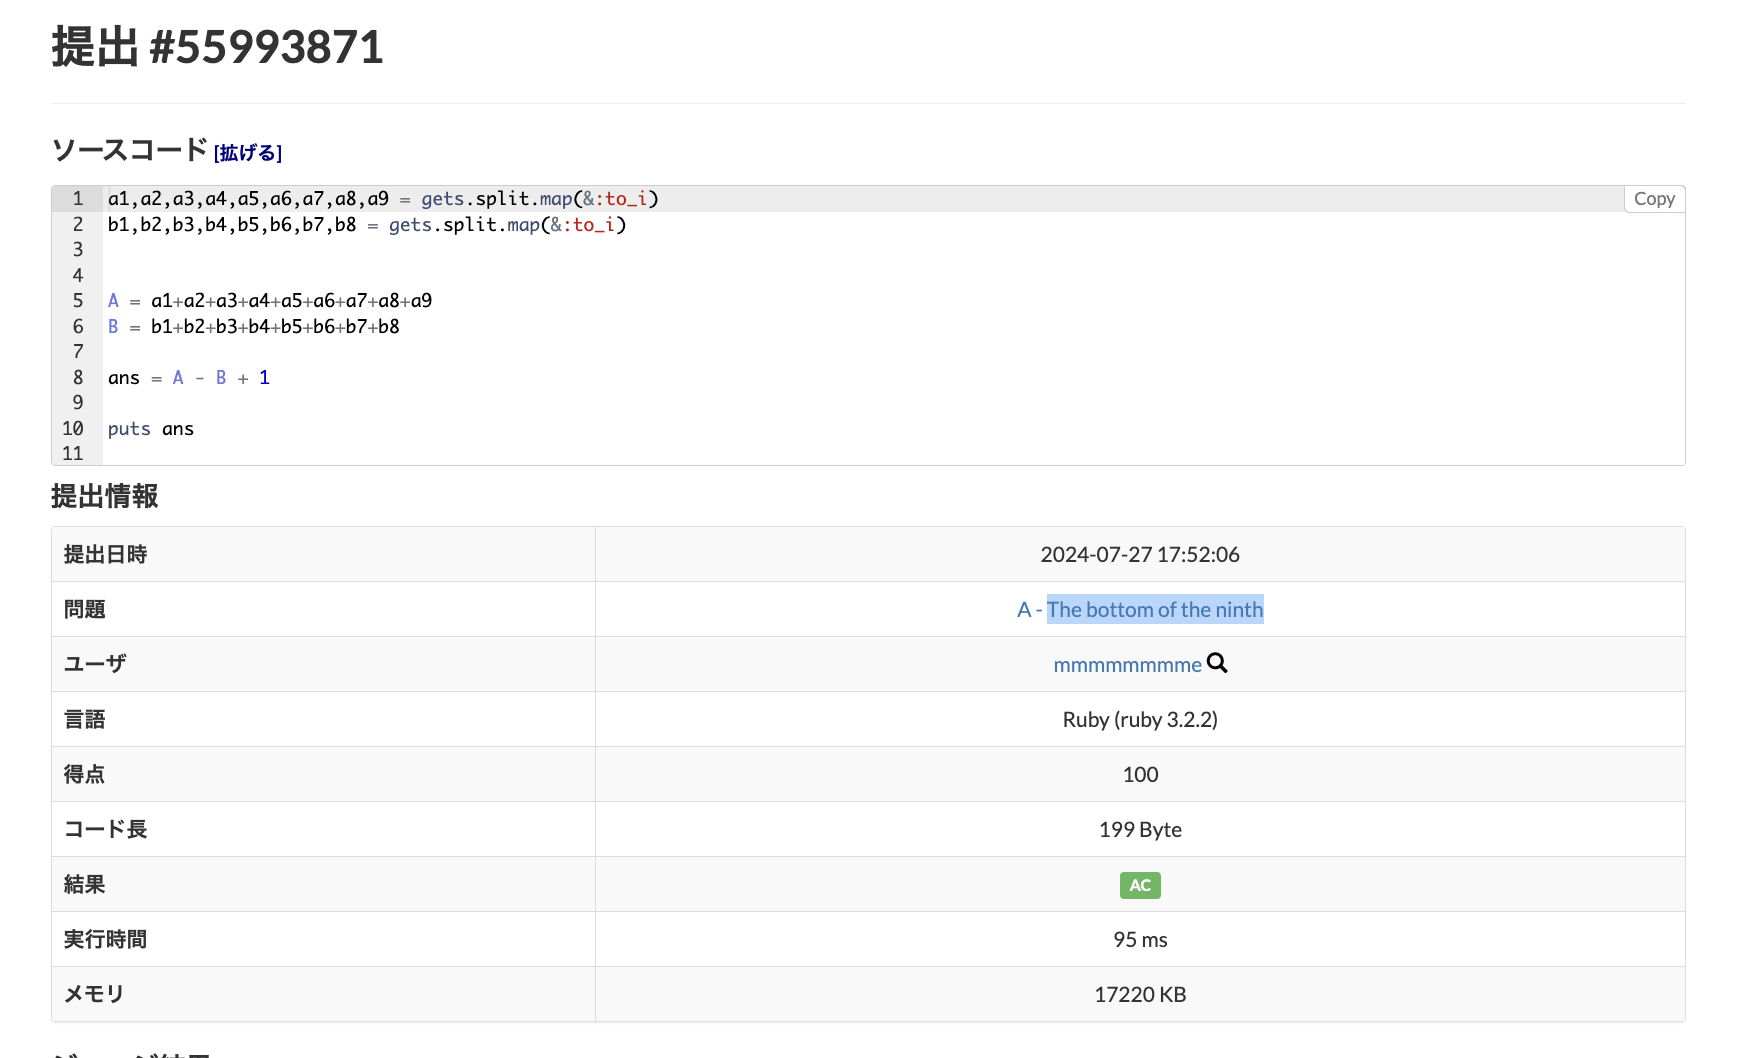 提出 #55993871
ソースコード [拡げる]
Copy
1 a1,a2,a3,a4,a5,a6,a7,a8,a9 = gets.split.map(&:to_i)
2 b1,b2,b3,b4,b5,b6,b7,b8 = gets.split.map(&:to_i)
3
4
5 A = a1+a2+a3+a4+a5+a6+a7+a8+a9
6 B = b1+b2+b3+b4+b5+b6+b7+b8
7
8 ans = A - B + 1
9
10 puts ans
11
提出情報
提出日時 2024-07-27 17:52:06
問題 A - The bottom of the ninth
ユーザ mmmmmmmmme
言語 Ruby (ruby 3.2.2)
得点 100
コード長 199 Byte
結果 AC
実行時間 95 ms
メモリ 17220 KB